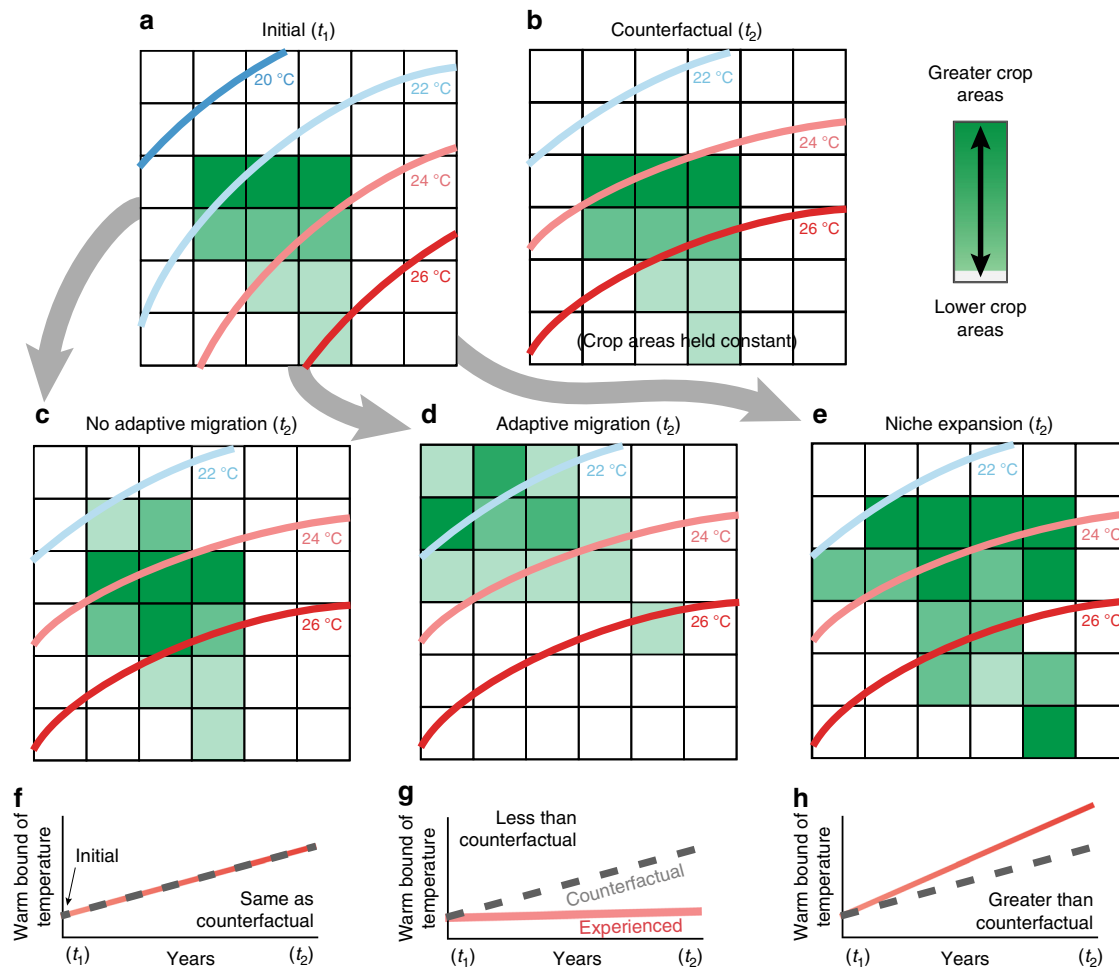 a
Initial (t1)
20 °C
22 °C
24 °C
26 °C
b
Counterfactual (t2)
22 °C
24 °C
26 °C
(Crop areas held constant)
Greater crop
areas
Lower crop
areas
c
No adaptive migration (t2)
22 °C
24 °C
26 °C
d
Adaptive migration (t2)
22 °C
24 °C
26 °C
e
Niche expansion (t2)
22 °C
24 °C
26 °C
f
Warm bound of
temperature
Initial
Same as
counterfactual
(t1)
Years
(t2)
g
Warm bound of
temperature
Less than
counterfactual
Counterfactual
Experienced
(t1)
Years
(t2)
h
Warm bound of
temperature
Greater than
counterfactual
(t1)
Years
(t2)